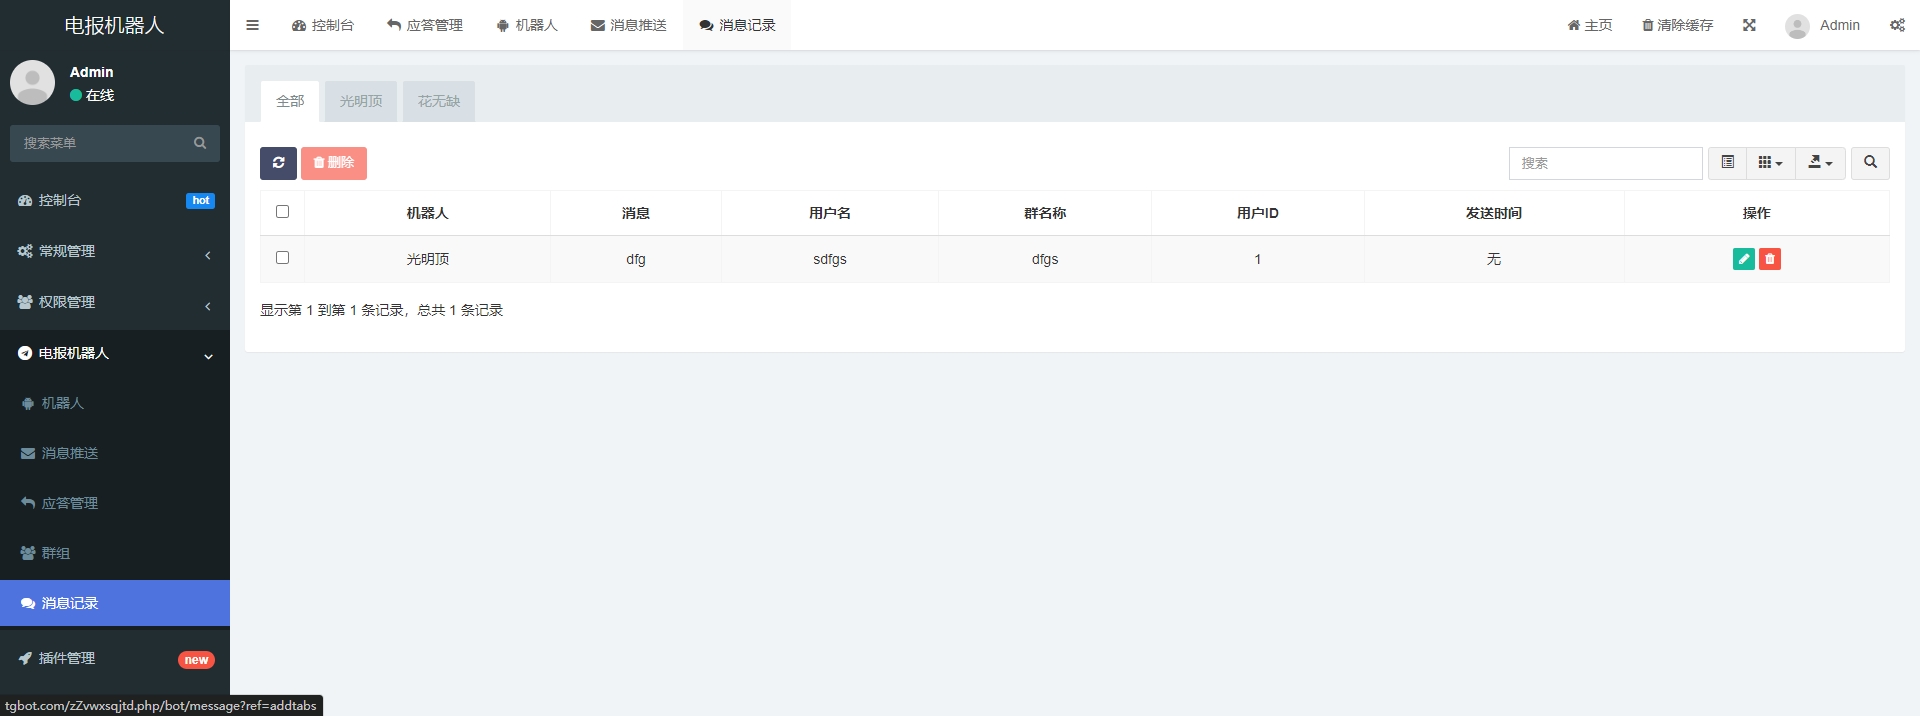 电报机器人
Admin
在线
搜索菜单
控制台 hot
常规管理
权限管理
电报机器人
机器人
消息推送
应答管理
群组
消息记录
插件管理 new
tgbot.com/zZvwxsqjtd.php/bot/message?ref=addtabs
控制台 应答管理 机器人 消息推送 消息记录 主页 清除缓存 Admin
全部 光明顶 花无缺
删除 搜索
机器人 消息 用户名 群名称 用户ID 发送时间 操作
光明顶 dfg sdfgs dfgs 1 无
显示第 1 到第 1 条记录，总共 1 条记录